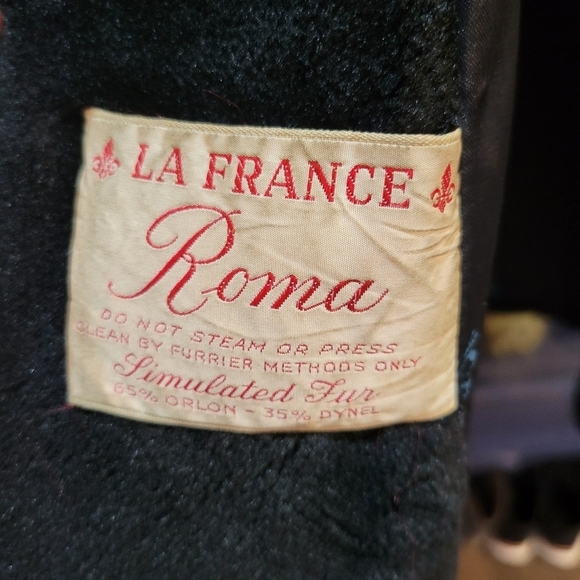 LA FRANCE
Roma
DO NOT STEAM OR PRESS
CLEAN BY FURRIER METHODS ONLY
Simulated Fur
65% ORLON - 35% DYNEL